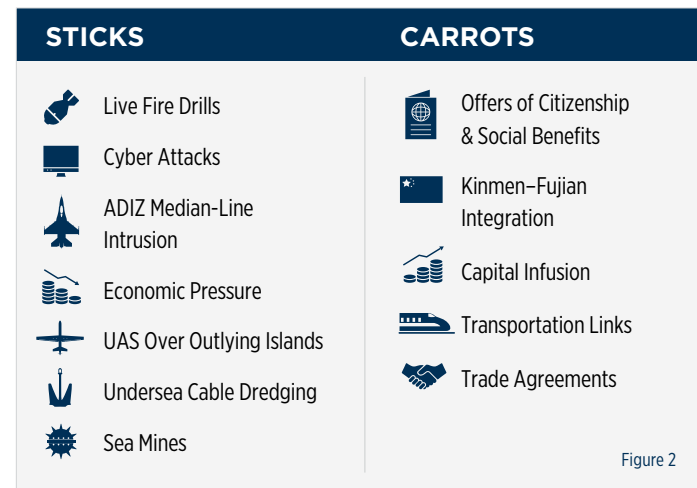 STICKS
Live Fire Drills
Cyber Attacks
ADIZ Median-Line
Intrusion
Economic Pressure
UAS Over Outlying Islands
Undersea Cable Dredging
Sea Mines
CARROTS
Offers of Citizenship
& Social Benefits
Kinmen–Fujian
Integration
Capital Infusion
Transportation Links
Trade Agreements
Figure 2